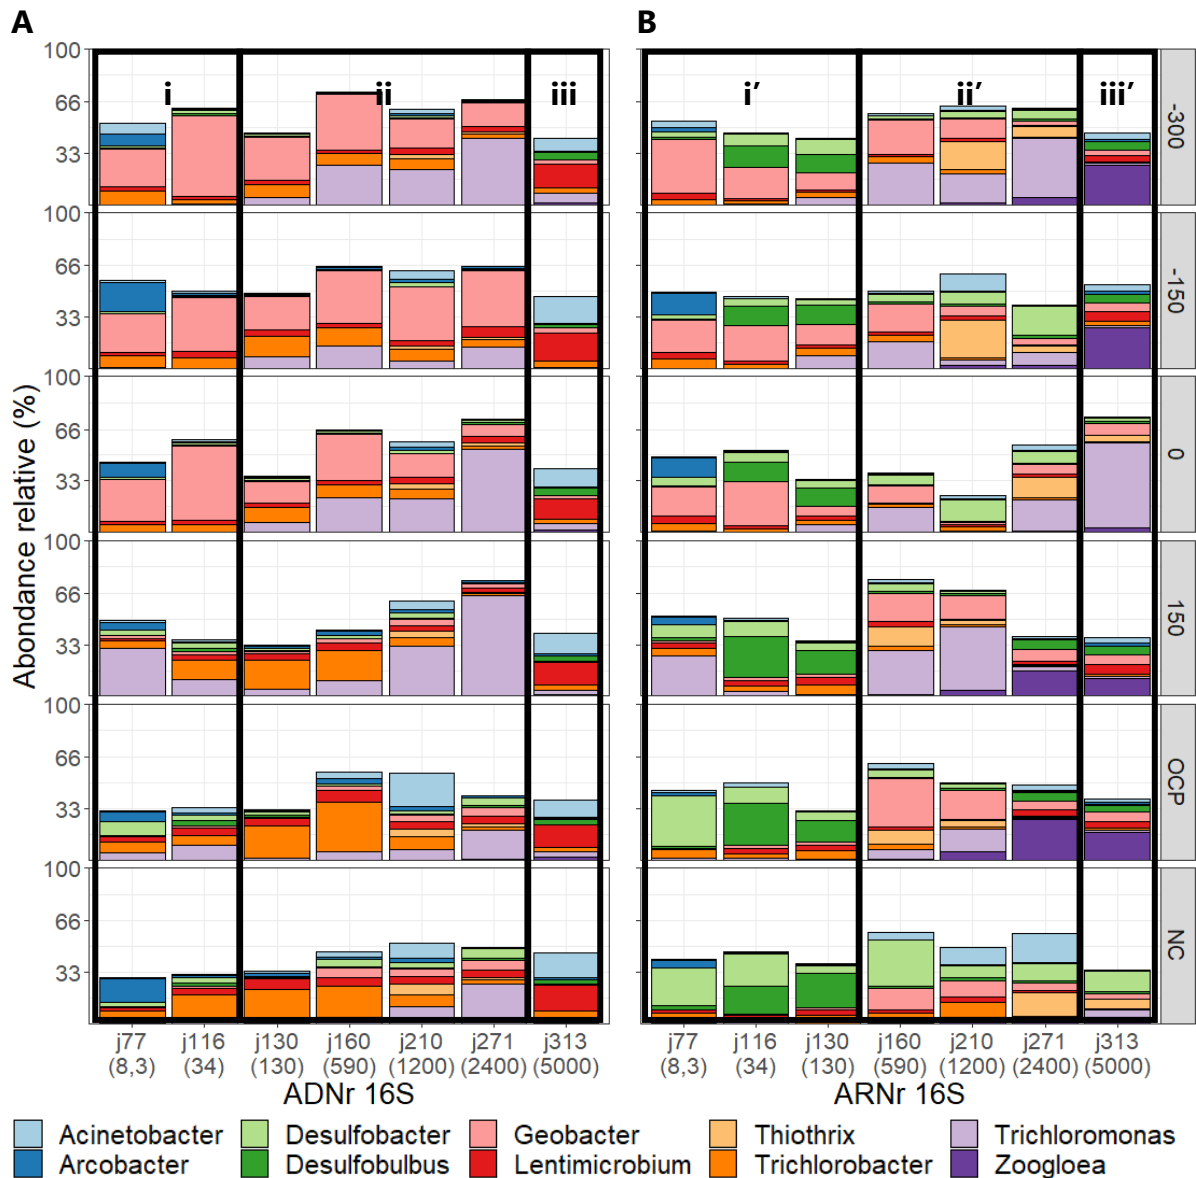 A
B
i
ii
iii
i′
ii′
iii′
Abondance relative (%)
100
66
33
-300
100
66
33
-150
100
66
33
0
100
66
33
150
100
66
33
OCP
100
66
33
NC
j77 j116 j130 j160 j210 j271 j313
(8,3) (34) (130) (590) (1200) (2400) (5000)
ADNr 16S
j77 j116 j130 j160 j210 j271 j313
(8,3) (34) (130) (590) (1200) (2400) (5000)
ARNr 16S
Acinetobacter Desulfobacter Geobacter Thiothrix Trichloromonas
Arcobacter Desulfobulbus Lentimicrobium Trichlorobacter Zoogloea